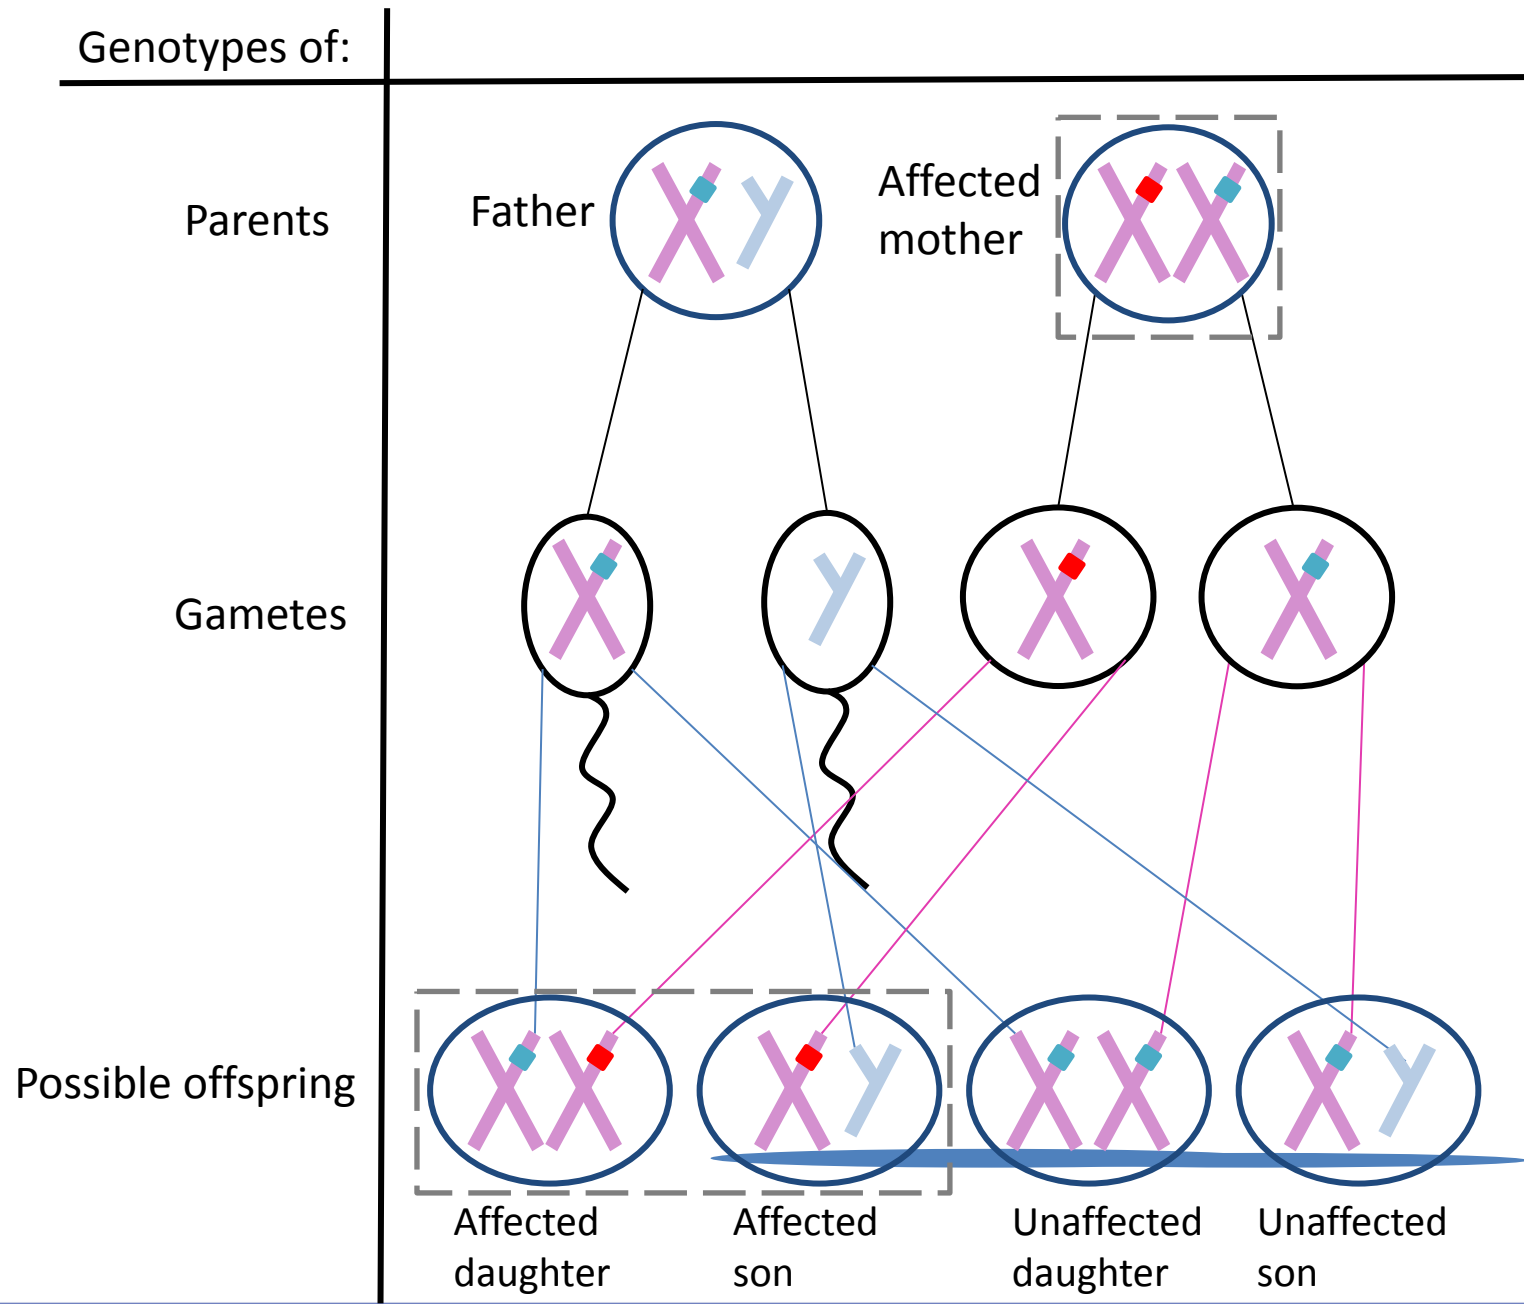 Genotypes of:
Parents
Father
Affected
mother
Gametes
Possible offspring
Affected
daughter
Affected
son
Unaffected
daughter
Unaffected
son